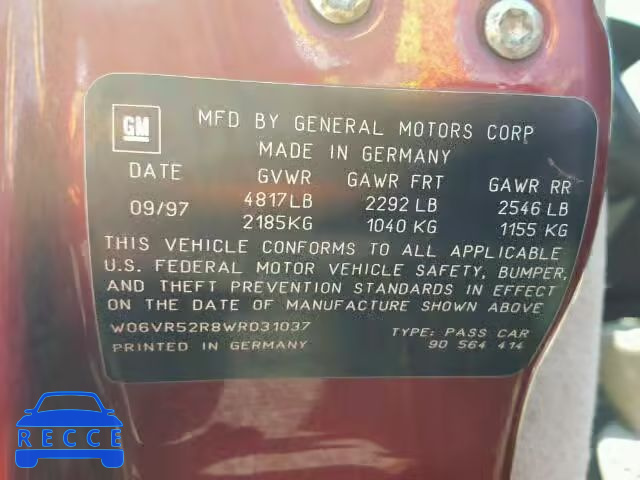 GM MFD BY GENERAL MOTORS CORP
MADE IN GERMANY
DATE GVWR GAWR FRT GAWR RR
09/97 4817LB 2292 LB 2546 LB
2185KG 1040 KG 1155 KG
THIS VEHICLE CONFORMS TO ALL APPLICABLE
U.S. FEDERAL MOTOR VEHICLE SAFETY, BUMPER,
AND THEFT PREVENTION STANDARDS IN EFFECT
ON THE DATE OF MANUFACTURE SHOWN ABOVE
W06VR52R8WR031037 TYPE: PASS CAR
PRINTED IN GERMANY 90 564 414
RECCE